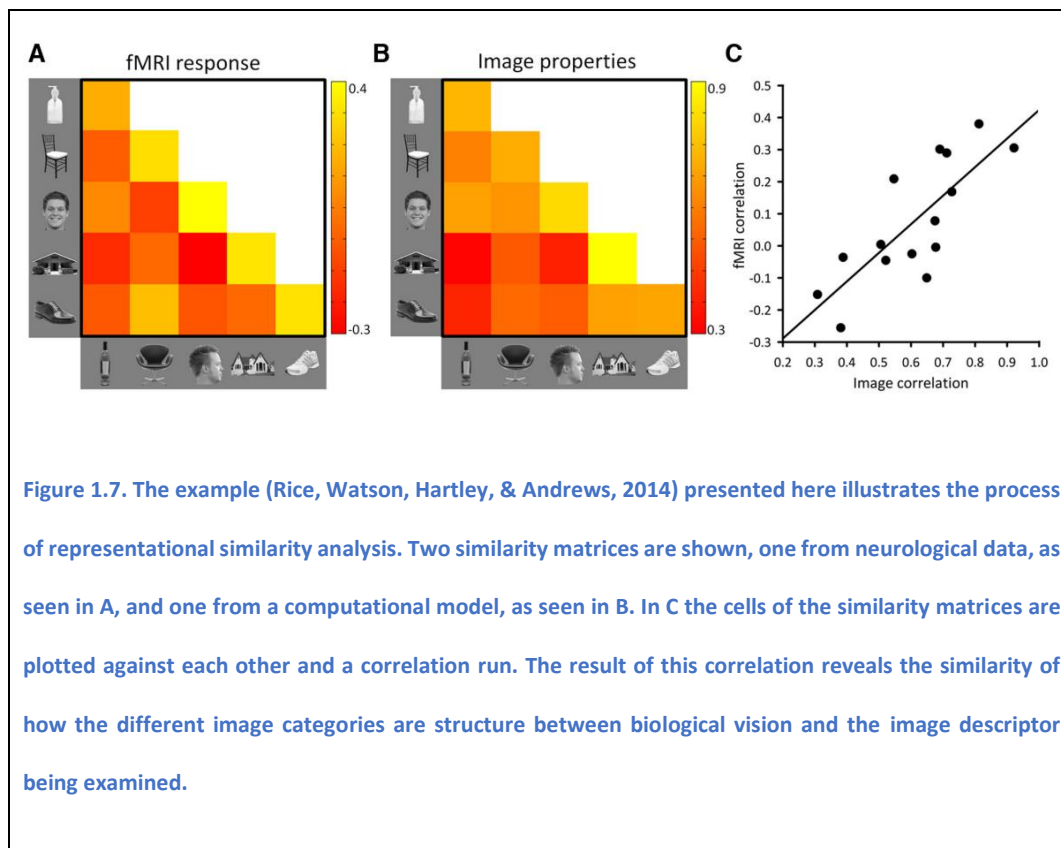 A
fMRI response
0.4
-0.3
B
Image properties
0.9
0.3
C
0.5
0.4
0.3
0.2
0.1
0.0
-0.1
-0.2
-0.3
fMRI correlation
0.2 0.3 0.4 0.5 0.6 0.7 0.8 0.9 1.0
Image correlation
Figure 1.7. The example (Rice, Watson, Hartley, & Andrews, 2014) presented here illustrates the process
of representational similarity analysis. Two similarity matrices are shown, one from neurological data, as
seen in A, and one from a computational model, as seen in B. In C the cells of the similarity matrices are
plotted against each other and a correlation run. The result of this correlation reveals the similarity of
how the different image categories are structure between biological vision and the image descriptor
being examined.